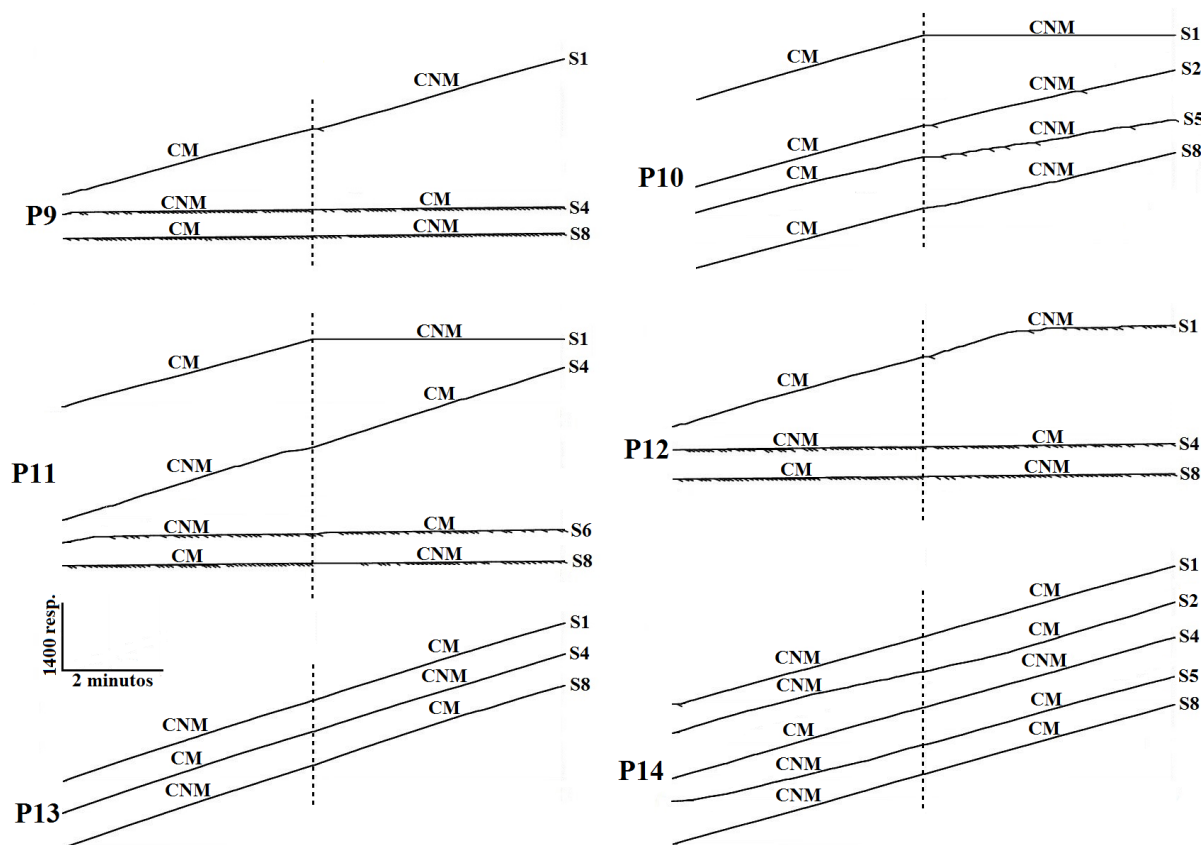 P9
CM CNM S1
CNM CM S4
CM CNM S8
P10
CM CNM S1
CM CNM S2
CM CNM S5
CM CNM S8
P11
CM CNM S1
CNM CM S4
CNM CM S6
CM CNM S8
P12
CM CNM S1
CNM CM S4
CM CNM S8
1400 resp.
2 minutos
P13
CNM CM S1
CM CNM S4
CNM CM S8
P14
CNM CM S1
CNM CM S2
CM CNM S4
CNM CM S5
CNM CM S8